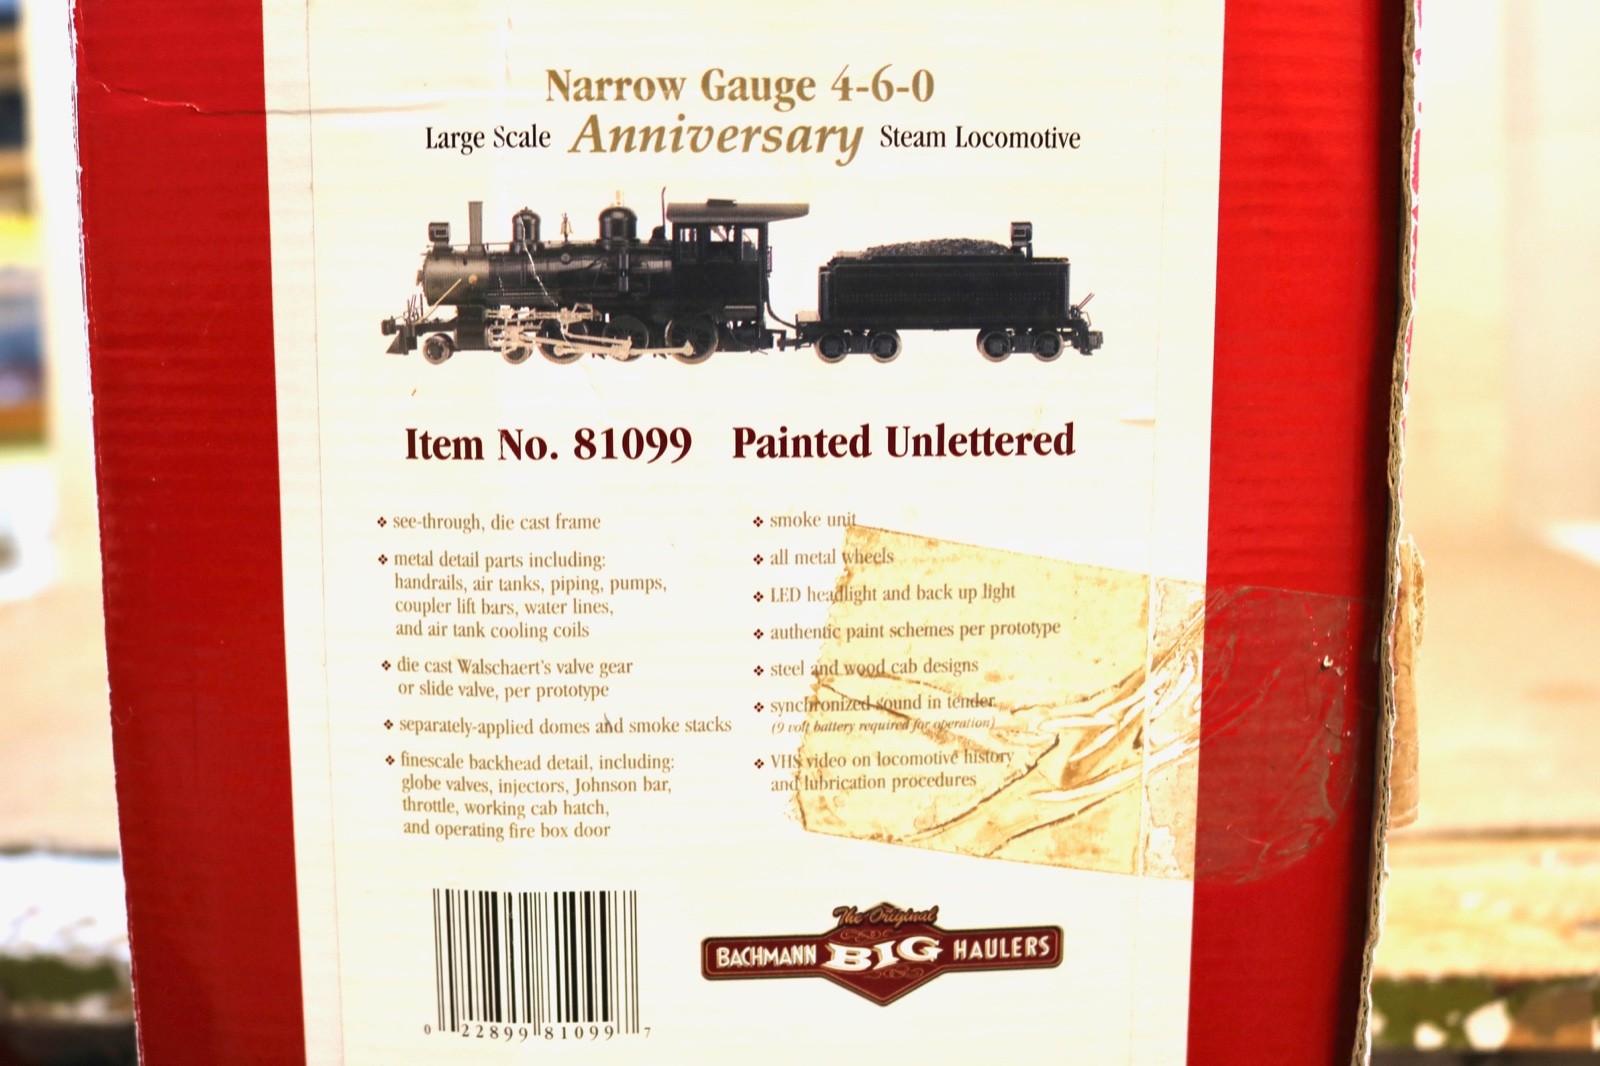 Narrow Gauge 4-6-0
Large Scale Anniversary Steam Locomotive
Item No. 81099 Painted Unlettered
❖ see-through, die cast frame
❖ metal detail parts including:
handrails, air tanks, piping, pumps,
coupler lift bars, water lines,
and air tank cooling coils
❖ die cast Walschaert's valve gear
or slide valve, per prototype
❖ separately-applied domes and smoke stacks
❖ finescale backhead detail, including:
globe valves, injectors, Johnson bar,
throttle, working cab hatch,
and operating fire box door
❖ smoke unit
❖ all metal wheels
❖ LED headlight and back up light
❖ authentic paint schemes per prototype
❖ steel and wood cab designs
❖ synchronized sound in tender
(9 volt battery required for operation)
❖ VHS video on locomotive history
and lubrication procedures
0 22899 81099 7
The Original
BACHMANN BIG HAULERS